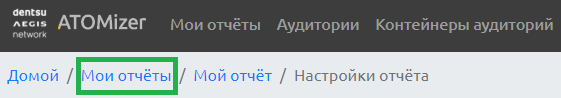 dentsu
AEGIS
network
ATOMizer Мои отчёты Аудитории Контейнеры аудиторий
Домой / Мои отчёты / Мой отчёт / Настройки отчёта